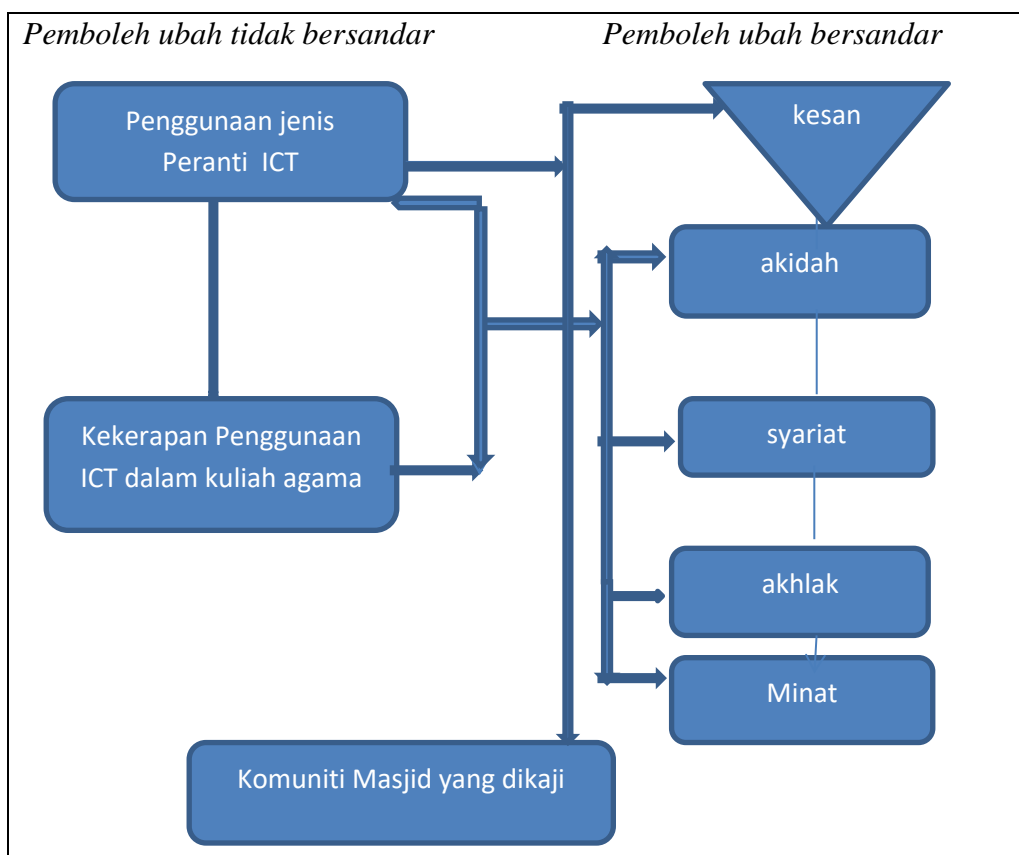 Pemboleh ubah tidak bersandar
Pemboleh ubah bersandar
Penggunaan jenis
Peranti ICT
kesan
akidah
Kekerapan Penggunaan
ICT dalam kuliah agama
syariat
akhlak
Minat
Komuniti Masjid yang dikaji